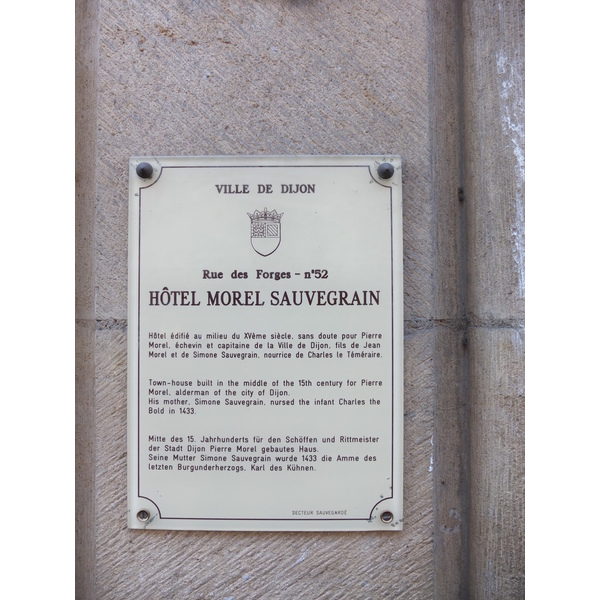 VILLE DE DIJON
Rue des Forges - n°52
HÔTEL MOREL SAUVEGRAIN
Hôtel édifié au milieu du XVème siècle, sans doute pour Pierre
Morel, échevin et capitaine de la Ville de Dijon, fils de Jean
Morel et de Simone Sauvegrain, nourrice de Charles le Téméraire.
Town-house built in the middle of the 15th century for Pierre
Morel, alderman of the city of Dijon.
His mother, Simone Sauvegrain, nursed the infant Charles the
Bold in 1433.
Mitte des 15. Jahrhunderts für den Schöffen und Rittmeister
der Stadt Dijon Pierre Morel gebautes Haus.
Seine Mutter Simone Sauvegrain wurde 1433 die Amme des
letzten Burgunderherzogs, Karl des Kühnen.
SECTEUR SAUVEGARDÉ